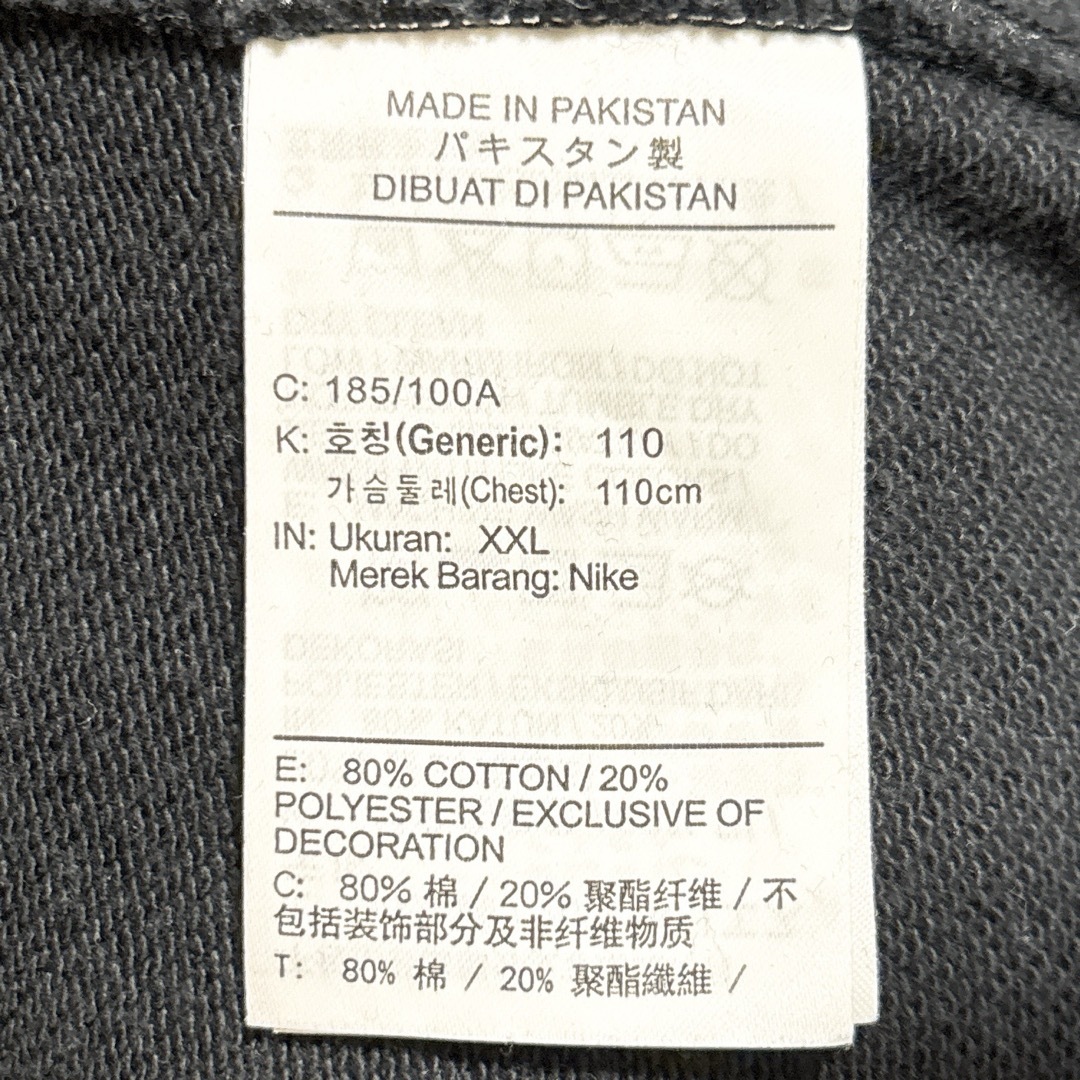 MADE IN PAKISTAN
パキスタン製
DIBUAT DI PAKISTAN
C: 185/100A
K: 호칭(Generic): 110
가슴둘레(Chest): 110cm
IN: Ukuran: XXL
Merek Barang: Nike
E: 80% COTTON / 20%
POLYESTER / EXCLUSIVE OF
DECORATION
C: 80% 棉 / 20% 聚酯纤维 / 不
包括装饰部分及非纤维物质
T: 80% 棉 / 20% 聚酯纖維 /